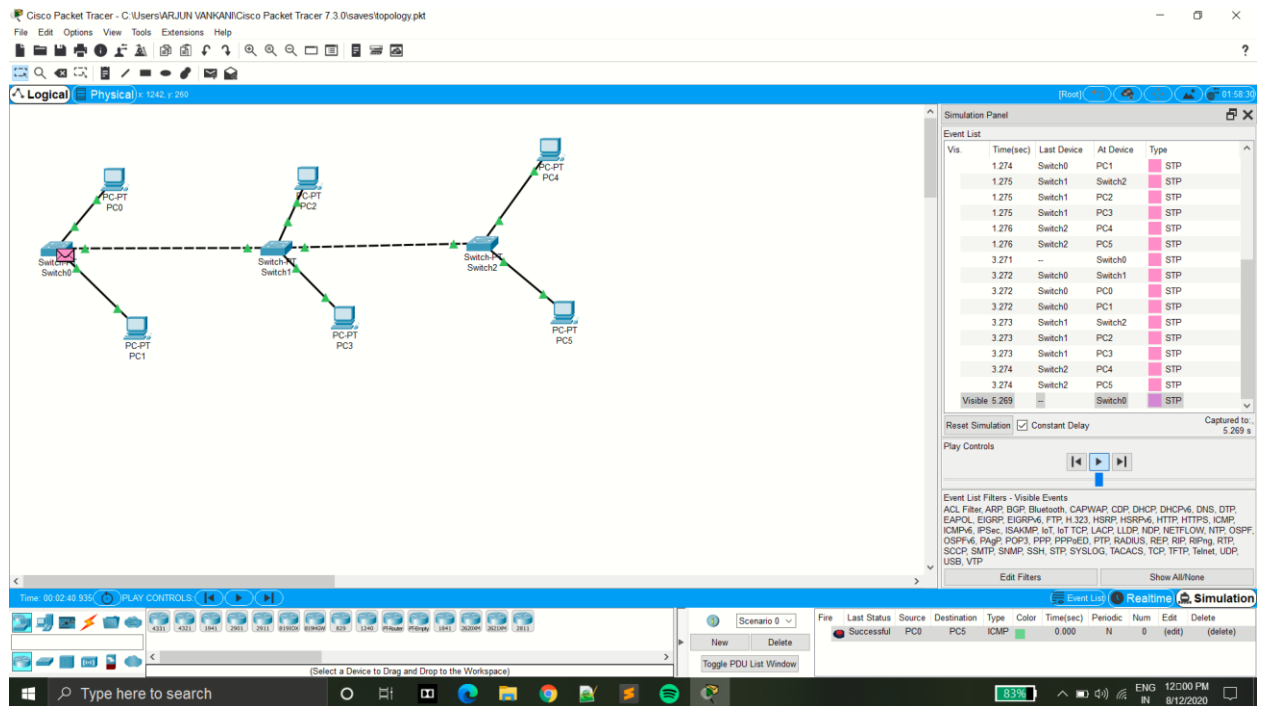 Cisco Packet Tracer - C:\Users\ARJUN VANKANI\Cisco Packet Tracer 7.3.0\saves\topology.pkt
File Edit Options View Tools Extensions Help
?
Logical Physical x: 1242, y: 260 [Root] 01:58:30
PC-PT
PC0
PC-PT
PC2
PC-PT
PC4
Switch-PT
Switch0
Switch-PT
Switch1
Switch-PT
Switch2
PC-PT
PC1
PC-PT
PC3
PC-PT
PC5
Simulation Panel
Event List
Vis. Time(sec) Last Device At Device Type
1.274 Switch0 PC1 STP
1.275 Switch1 Switch2 STP
1.275 Switch1 PC2 STP
1.275 Switch1 PC3 STP
1.276 Switch2 PC4 STP
1.276 Switch2 PC5 STP
3.271 -- Switch0 STP
3.272 Switch0 Switch1 STP
3.272 Switch0 PC0 STP
3.272 Switch0 PC1 STP
3.273 Switch1 Switch2 STP
3.273 Switch1 PC2 STP
3.273 Switch1 PC3 STP
3.274 Switch2 PC4 STP
3.274 Switch2 PC5 STP
Visible 5.269 -- Switch0 STP
Reset Simulation Constant Delay Captured to:
5.269 s
Play Controls
Event List Filters - Visible Events
ACL Filter, ARP, BGP, Bluetooth, CAPWAP, CDP, DHCP, DHCPv6, DNS, DTP,
EAPOL, EIGRP, EIGRPv6, FTP, H.323, HSRP, HSRPv6, HTTP, HTTPS, ICMP,
ICMPv6, IPSec, ISAKMP, IoT, IoT TCP, LACP, LLDP, NDP, NETFLOW, NTP, OSPF,
OSPFv6, PAgP, POP3, PPP, PPPoED, PTP, RADIUS, REP, RIP, RIPng, RTP,
SCCP, SMTP, SNMP, SSH, STP, SYSLOG, TACACS, TCP, TFTP, Telnet, UDP,
USB, VTP
Edit Filters Show All/None
Time: 00:02:40.935 PLAY CONTROLS: Event List Realtime Simulation
4331 4321 1941 2901 2911 819IOX 819HGW 829 1240 PT-Router PT-Empty 1841 2620XM 2621XM 2811
(Select a Device to Drag and Drop to the Workspace)
Scenario 0
New Delete
Toggle PDU List Window
Fire Last Status Source Destination Type Color Time(sec) Periodic Num Edit Delete
Successful PC0 PC5 ICMP 0.000 N 0 (edit) (delete)
Type here to search
83%
ENG
IN
12:00 PM
8/12/2020